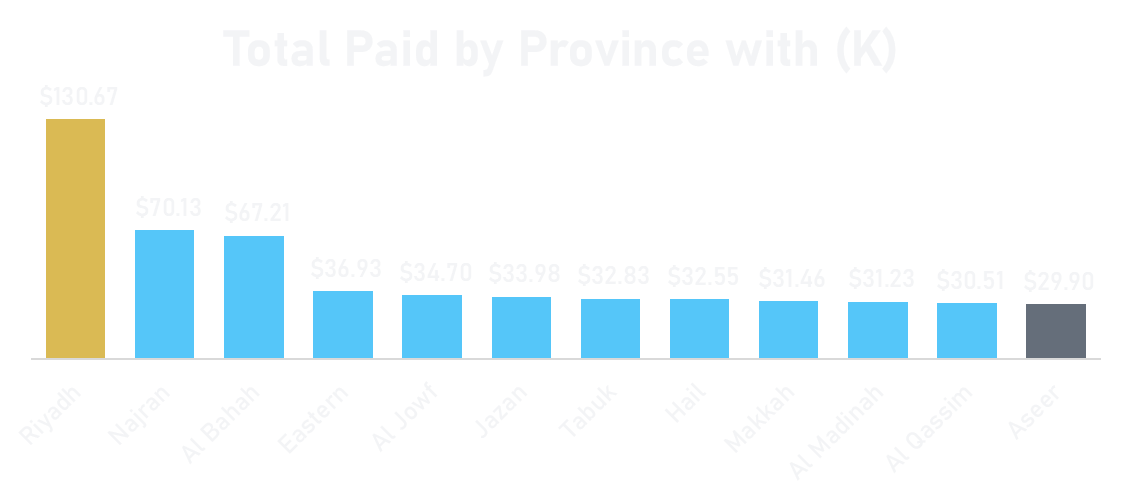 Total Paid by Province with (K)
$130.67
$70.13
$67.21
$36.93
$34.70
$33.98
$32.83
$32.55
$31.46
$31.23
$30.51
$29.90
Riyadh
Najran
Al Bahah
Eastern
Al Jowf
Jazan
Tabuk
Hail
Makkah
Al Madinah
Al Qassim
Aseer